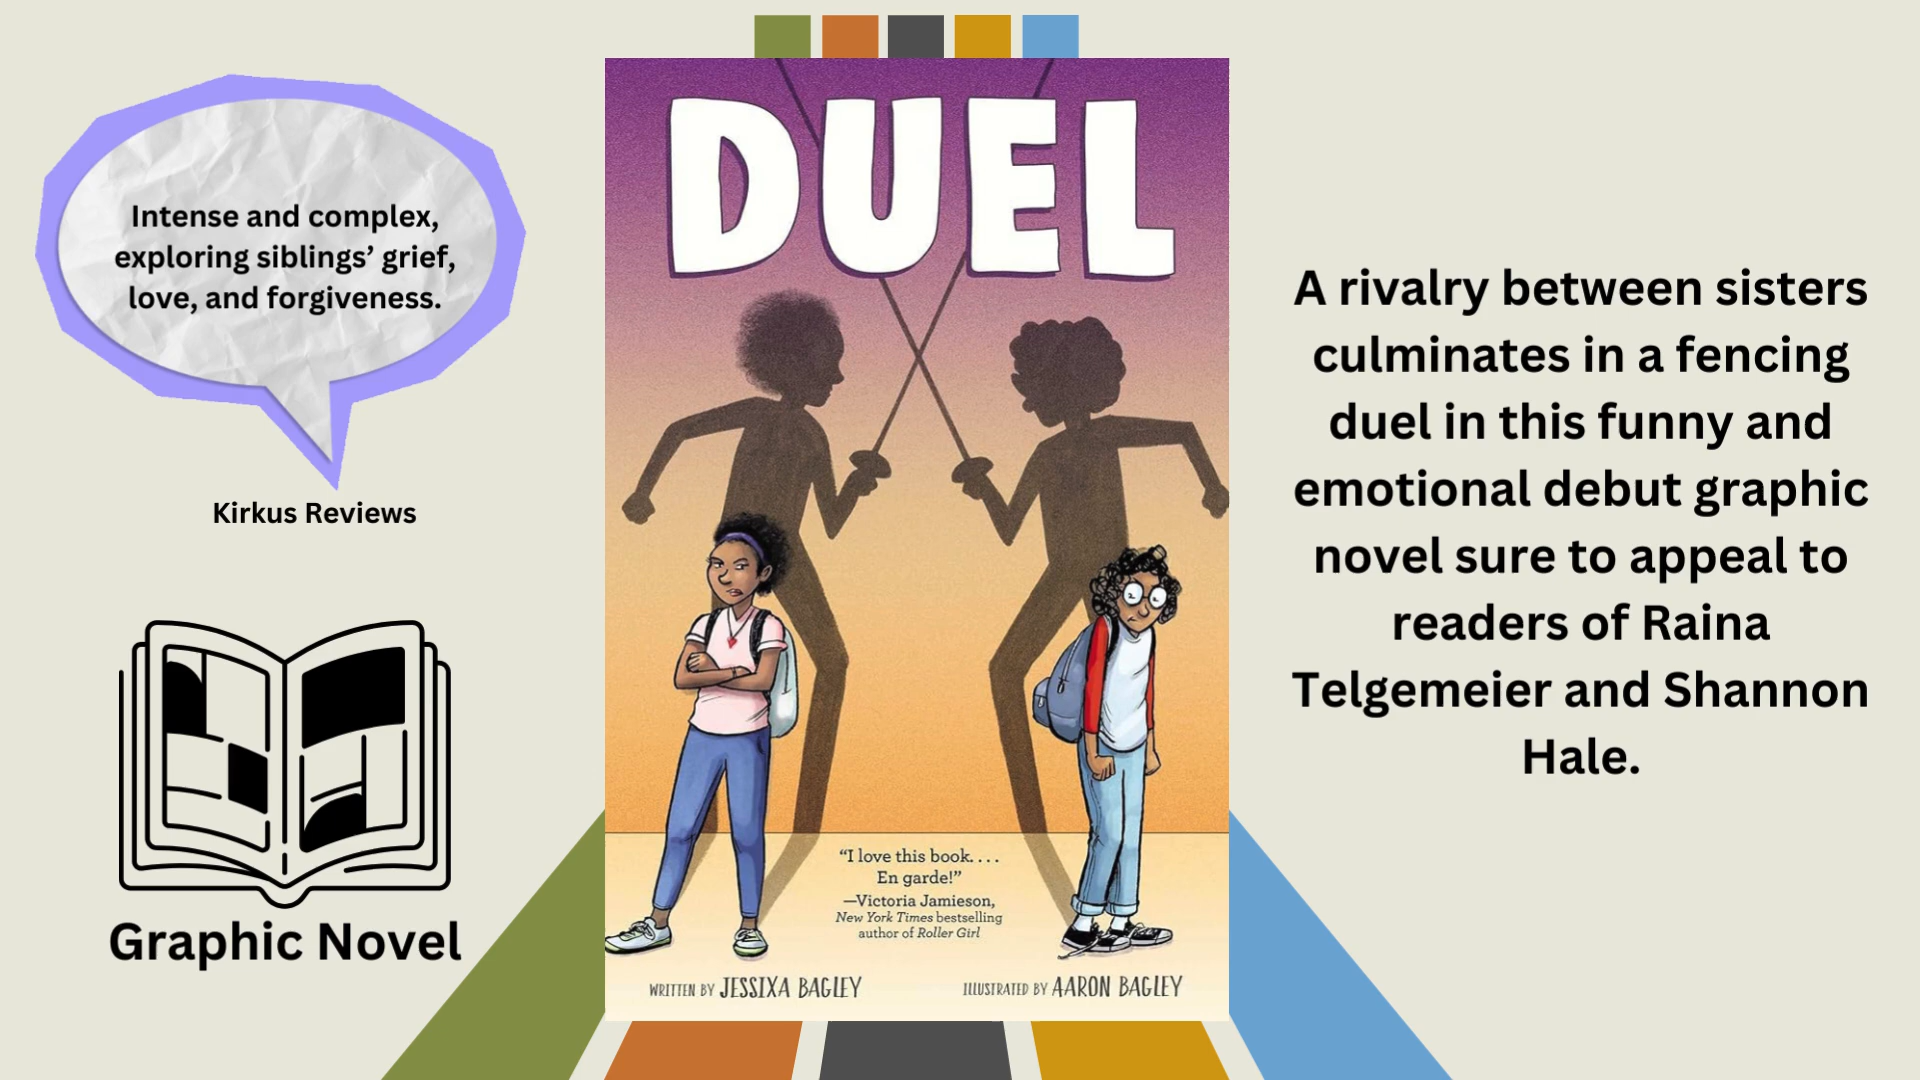 Intense and complex,
exploring siblings’ grief,
love, and forgiveness.
Kirkus Reviews
Graphic Novel
DUEL
“I love this book. . . .
En garde!”
—Victoria Jamieson,
New York Times bestselling
author of Roller Girl
WRITTEN BY JESSIXA BAGLEY
ILLUSTRATED BY AARON BAGLEY
A rivalry between sisters
culminates in a fencing
duel in this funny and
emotional debut graphic
novel sure to appeal to
readers of Raina
Telgemeier and Shannon
Hale.